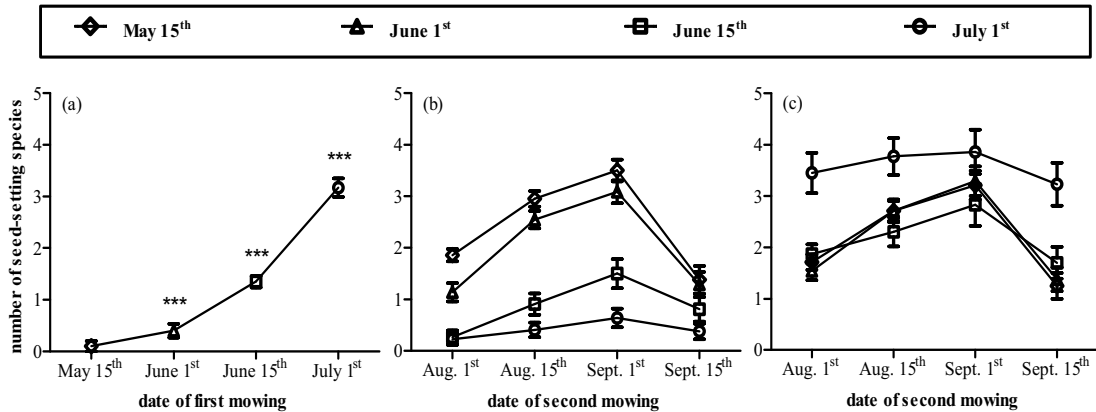 May 15th June 1st June 15th July 1st
number of seed-setting species
(a)
5
4
3
2
1
0
***
***
***
May 15th June 1st June 15th July 1st
date of first mowing
(b)
5
4
3
2
1
0
Aug. 1st Aug. 15th Sept. 1st Sept. 15th
date of second mowing
(c)
5
4
3
2
1
0
Aug. 1st Aug. 15th Sept. 1st Sept. 15th
date of second mowing